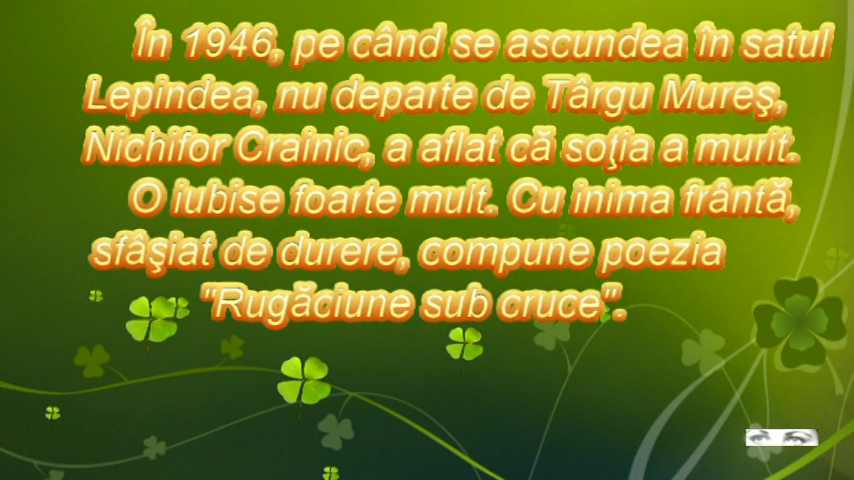 În 1946, pe când se ascundea în satul
Lepindea, nu departe de Târgu Mureş,
Nichifor Crainic, a aflat că soţia a murit.
O iubise foarte mult. Cu inima frântă,
sfâşiat de durere, compune poezia
"Rugăciune sub cruce".